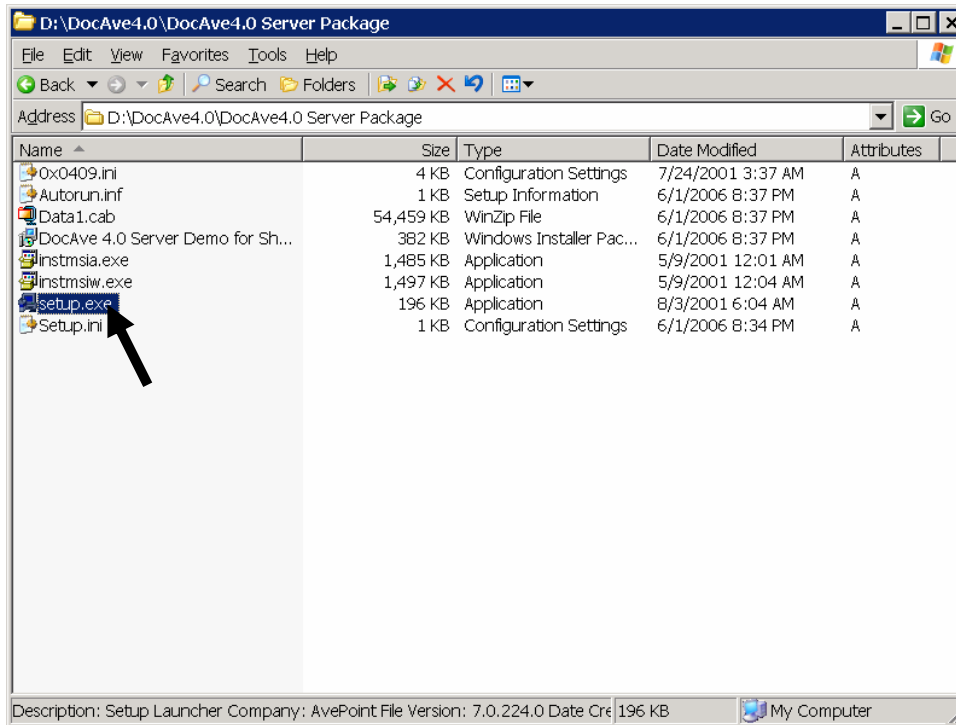 D:\DocAve4.0\DocAve4.0 Server Package
File Edit View Favorites Tools Help
Back Search Folders
Address D:\DocAve4.0\DocAve4.0 Server Package Go
Name Size Type Date Modified Attributes
0x0409.ini 4 KB Configuration Settings 7/24/2001 3:37 AM A
Autorun.inf 1 KB Setup Information 6/1/2006 8:37 PM A
Data1.cab 54,459 KB WinZip File 6/1/2006 8:37 PM A
DocAve 4.0 Server Demo for Sh... 382 KB Windows Installer Pac... 6/1/2006 8:37 PM A
instmsia.exe 1,485 KB Application 5/9/2001 12:01 AM A
instmsiw.exe 1,497 KB Application 5/9/2001 12:04 AM A
setup.exe 196 KB Application 8/3/2001 6:04 AM A
Setup.ini 1 KB Configuration Settings 6/1/2006 8:34 PM A
Description: Setup Launcher Company: AvePoint File Version: 7.0.224.0 Date Cre 196 KB My Computer